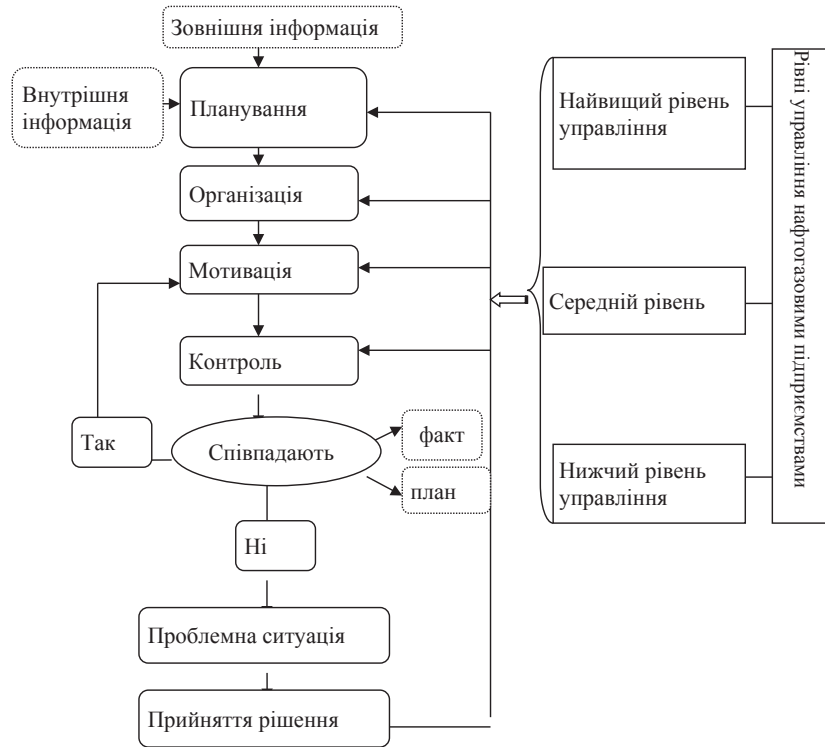 Зовнішня інформація
Внутрішня
інформація
Планування
Організація
Мотивація
Контроль
Так
Співпадають
факт
план
Ні
Проблемна ситуація
Прийняття рішення
Найвищий рівень
управління
Середній рівень
Нижчий рівень
управління
Рівні управління нафтогазовими підприємствами